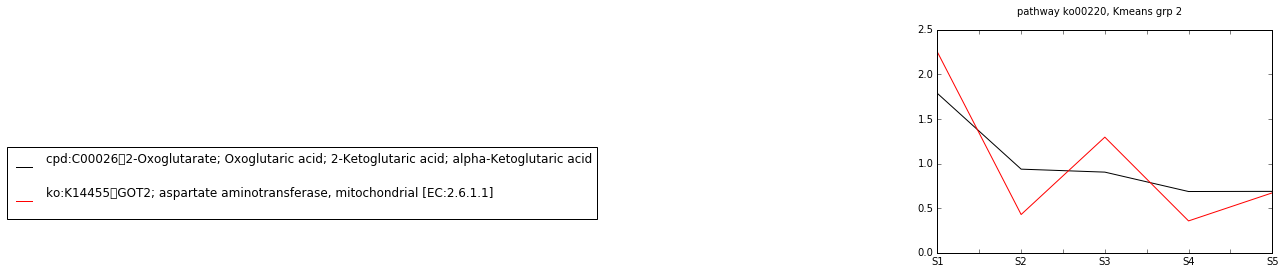 pathway ko00220, Kmeans grp 2
2.5
2.0
1.5
1.0
0.5
0.0
S1 S2 S3 S4 S5
cpd:C00026▯2-Oxoglutarate; Oxoglutaric acid; 2-Ketoglutaric acid; alpha-Ketoglutaric acid
ko:K14455▯GOT2; aspartate aminotransferase, mitochondrial [EC:2.6.1.1]